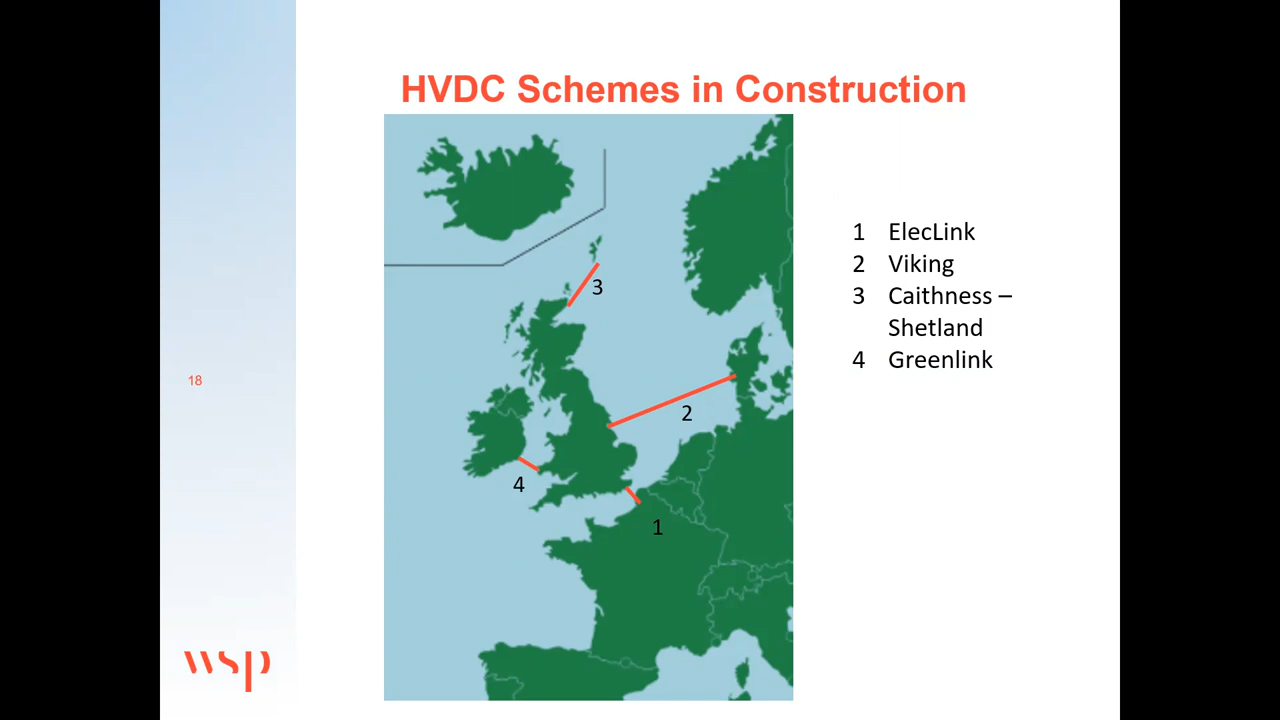 HVDC Schemes in Construction
1 ElecLink
2 Viking
3 Caithness –
Shetland
4 Greenlink
3
2
4
1
18
wsp